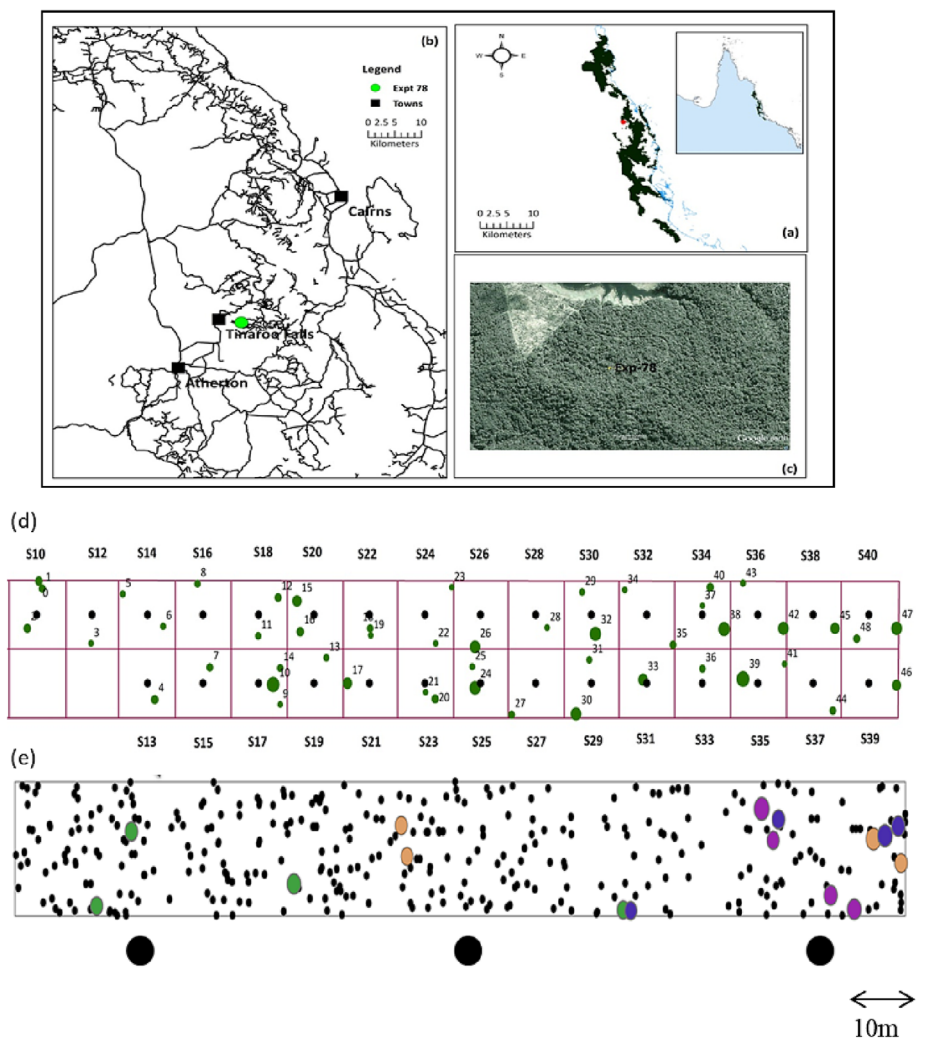 (b)
Legend
Expt 78
Towns
0 2.5 5 10
Kilometers
Cairns
Tinaroo Falls
Atherton
N
W E
S
0 2.5 5 10
Kilometers
(a)
Exp-78
(c)
(d)
S10 S12 S14 S16 S18 S20 S22 S24 S26 S28 S30 S32 S34 S36 S38 S40
1 0 5 8 12 15 23 29 34 37 40 43
2 3 6 11 16 18 19 22 26 28 32 35 38 42 45 48 47
7 14 13 25 31 36 41
4 10 9 17 21 20 24 27 30 33 39 44 46
S13 S15 S17 S19 S21 S23 S25 S27 S29 S31 S33 S35 S37 S39
(e)
10m